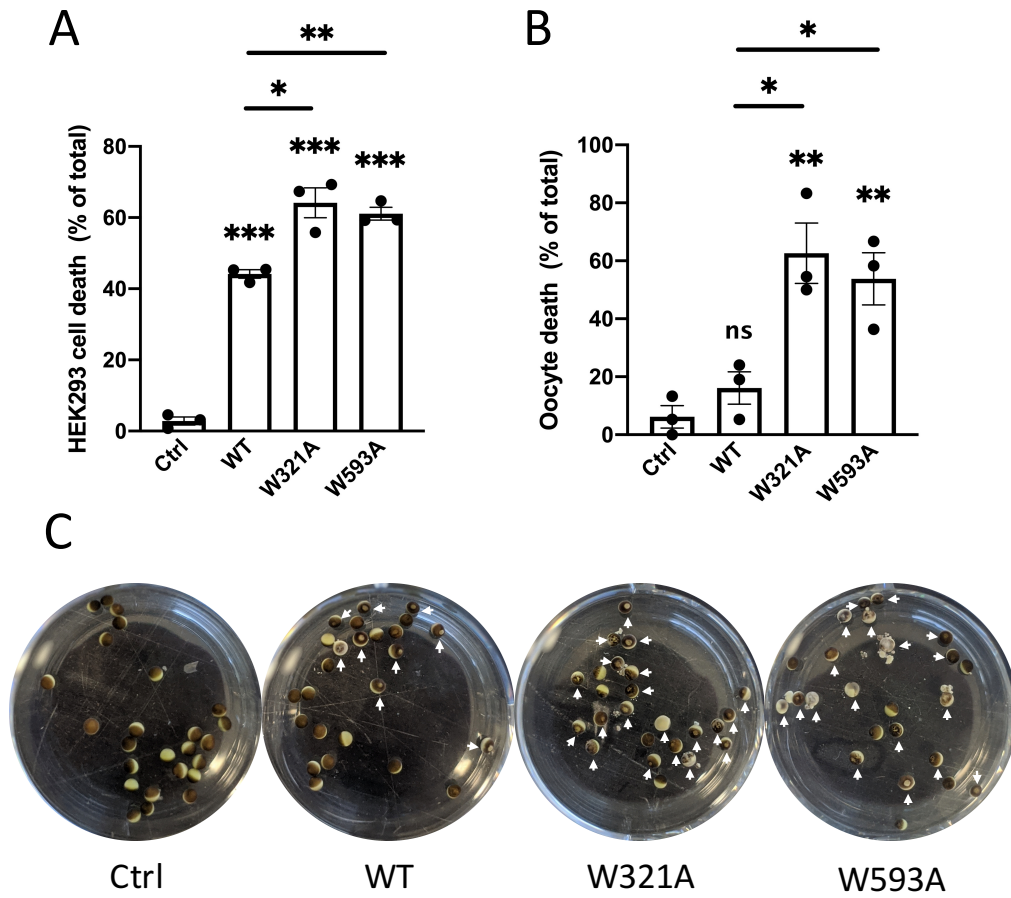 A
B
**
*
*
*
HEK293 cell death (% of total)
80
60
40
20
0
***
***
***
Ctrl
WT
W321A
W593A
Oocyte death (% of total)
100
80
60
40
20
0
ns
**
**
Ctrl
WT
W321A
W593A
C
Ctrl
WT
W321A
W593A